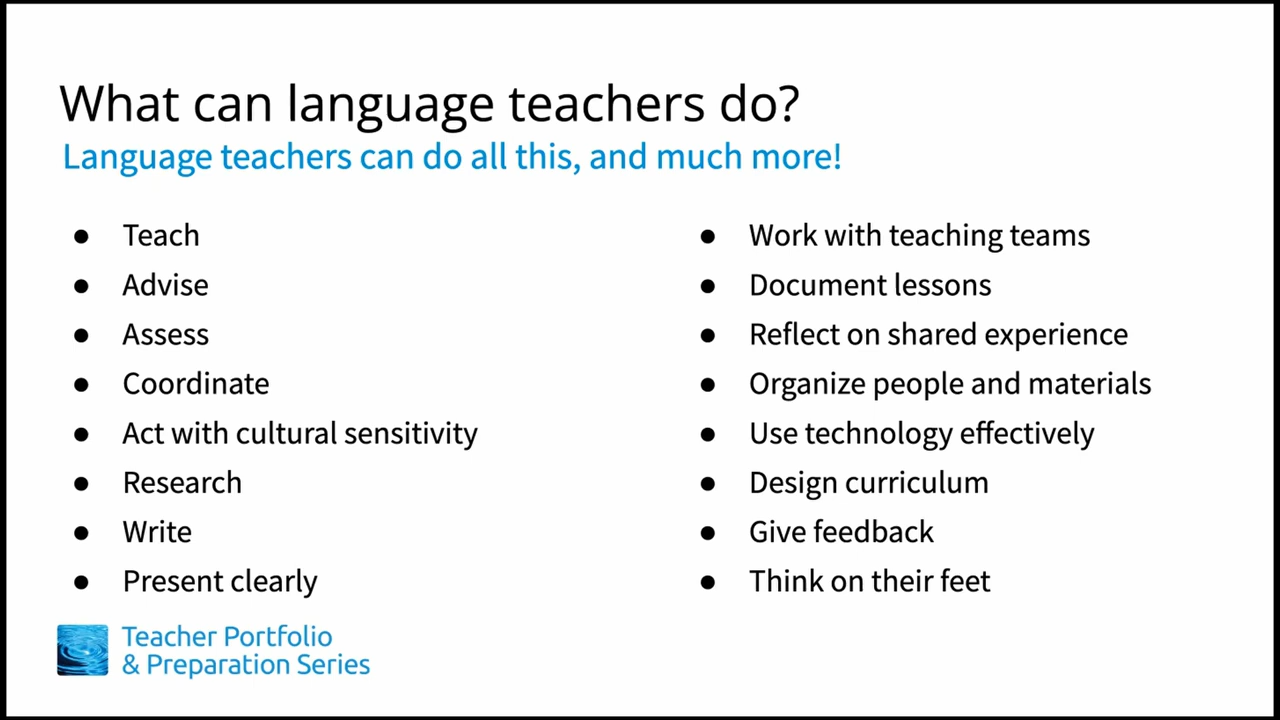 What can language teachers do?
Language teachers can do all this, and much more!
● Teach
● Advise
● Assess
● Coordinate
● Act with cultural sensitivity
● Research
● Write
● Present clearly
● Work with teaching teams
● Document lessons
● Reflect on shared experience
● Organize people and materials
● Use technology effectively
● Design curriculum
● Give feedback
● Think on their feet
Teacher Portfolio
& Preparation Series